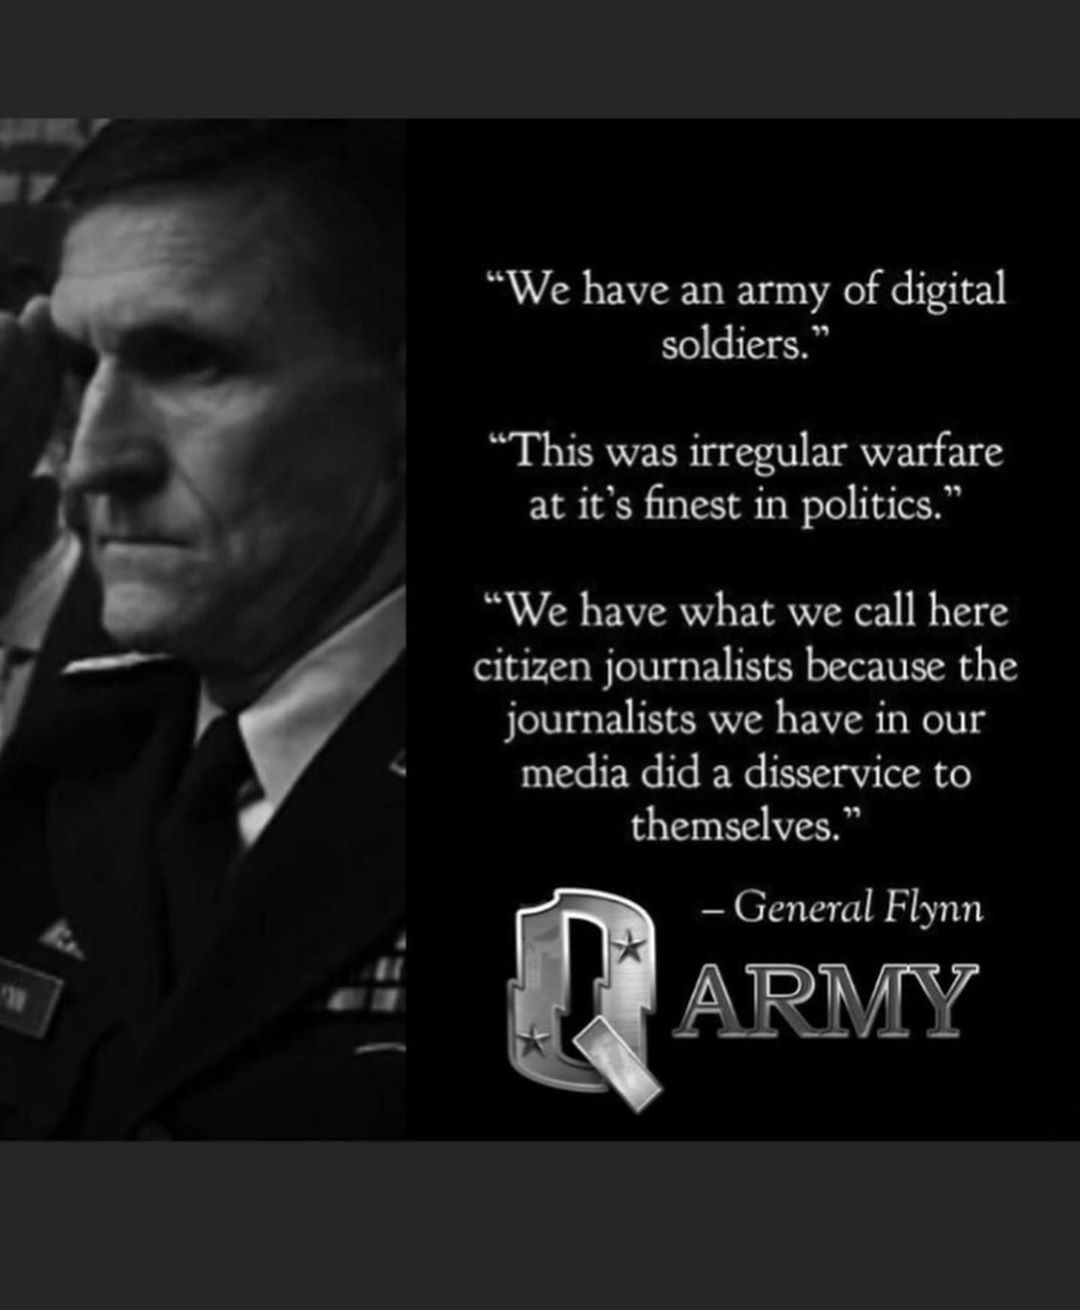 “We have an army of digital
soldiers.”
“This was irregular warfare
at it’s finest in politics.”
“We have what we call here
citizen journalists because the
journalists we have in our
media did a disservice to
themselves.”
– General Flynn
Q ARMY